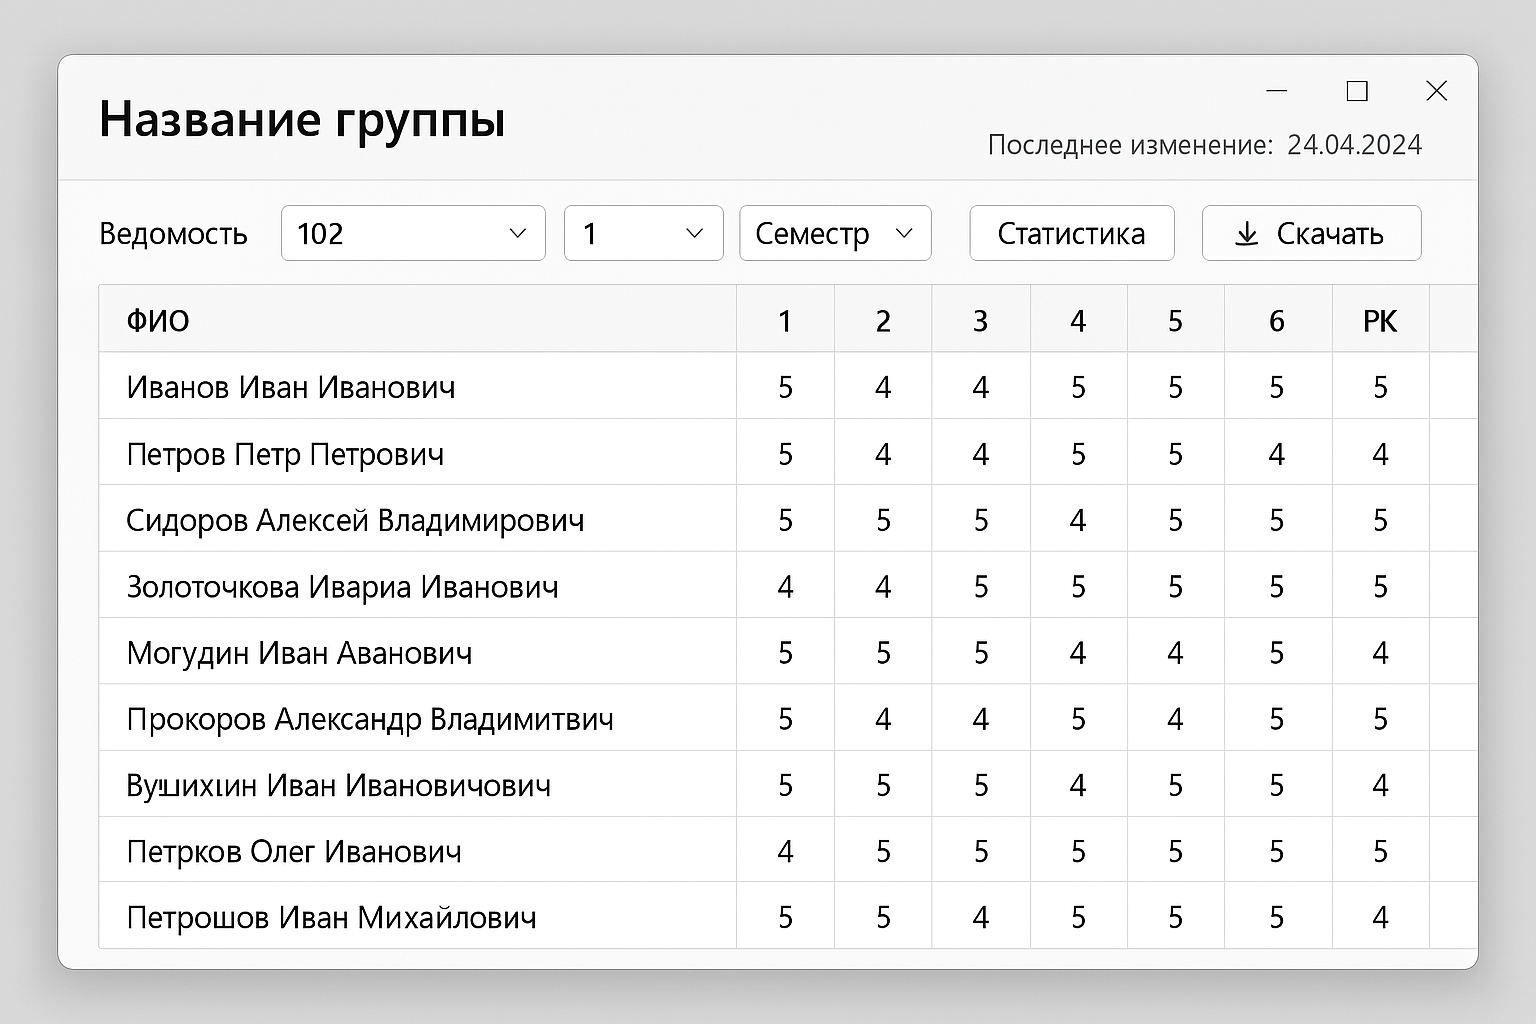 Название группы
Последнее изменение: 24.04.2024
Ведомость 102 1 Семестр Статистика Скачать
ФИО 1 2 3 4 5 6 РК
Иванов Иван Иванович 5 4 4 5 5 5 5
Петров Петр Петрович 5 4 4 5 5 4 4
Сидоров Алексей Владимирович 5 5 5 4 5 5 5
Золоточкова Ивариа Иванович 4 4 5 5 5 5 5
Могудин Иван Аванович 5 5 5 4 4 5 4
Прокоров Александр Владимитвич 5 4 4 5 4 5 5
Иван Ивановичович 5 5 5 4 5 5 4
Петрков Олег Иванович 4 5 5 5 5 5 5
Петрошов Иван Михайлович 5 5 4 5 5 5 4